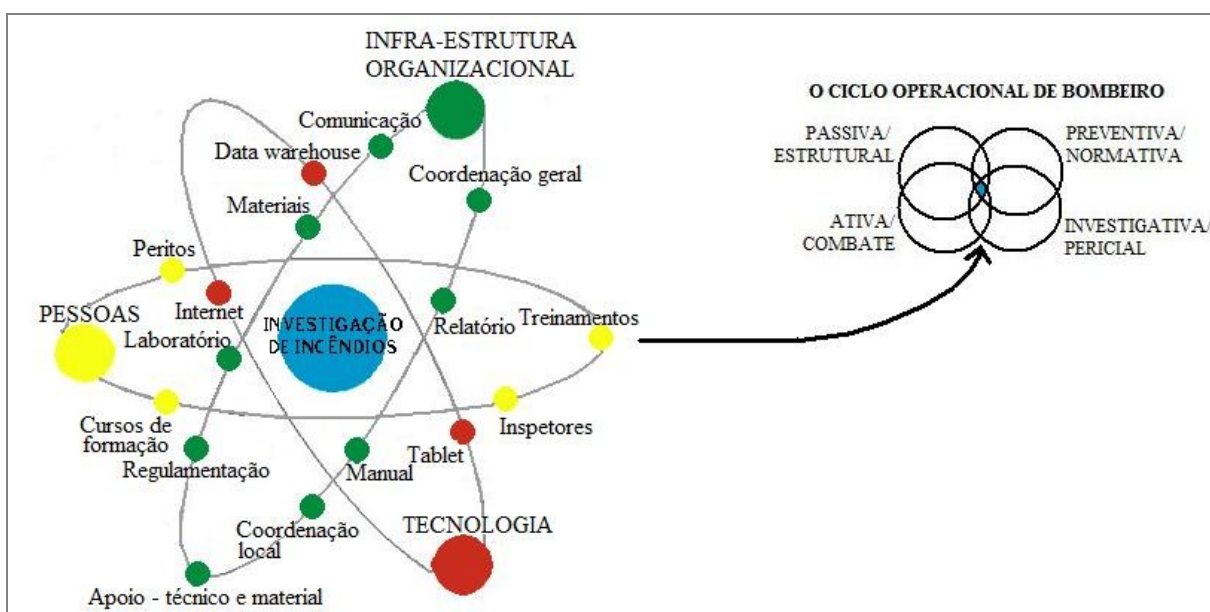 INFRA-ESTRUTURA
ORGANIZACIONAL
Comunicação
Data warehouse
Coordenação geral
Materiais
Peritos
PESSOAS
Internet
Laboratório
INVESTIGAÇÃO
DE INCÊNDIOS
Relatório
Treinamentos
Cursos de
formação
Regulamentação
Manual
Tablet
Inspetores
Coordenação
local
TECNOLOGIA
Apoio - técnico e material
O CICLO OPERACIONAL DE BOMBEIRO
PASSIVA/
ESTRUTURAL
PREVENTIVA/
NORMATIVA
ATIVA/
COMBATE
INVESTIGATIVA/
PERICIAL